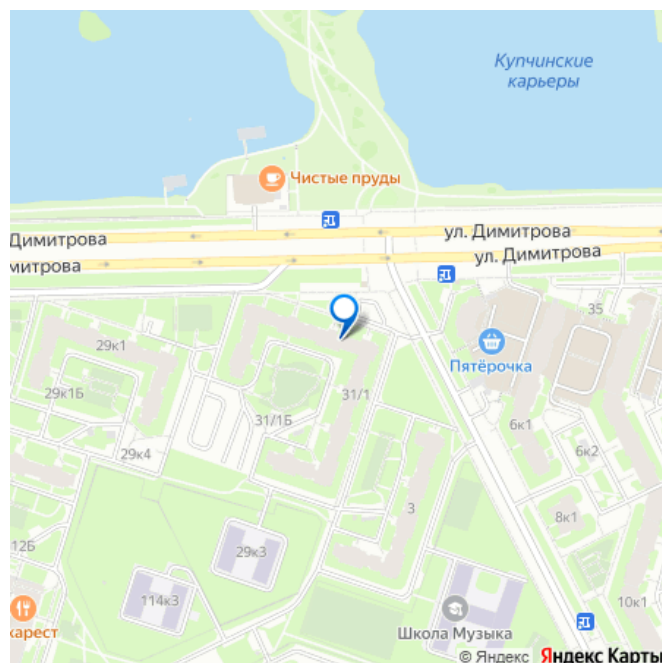 Купчинские
карьеры
Чистые пруды
ул. Димитрова
Димитрова
ул. Димитрова
митрова
35
29к1
Пятёрочка
29к1Б
31/1
31/1Б
6к1
29к4
6к2
3
8к1
12Б
29к3
114к3
10к1
карест
Школа Музыка
© Яндекс Яндекс Карты